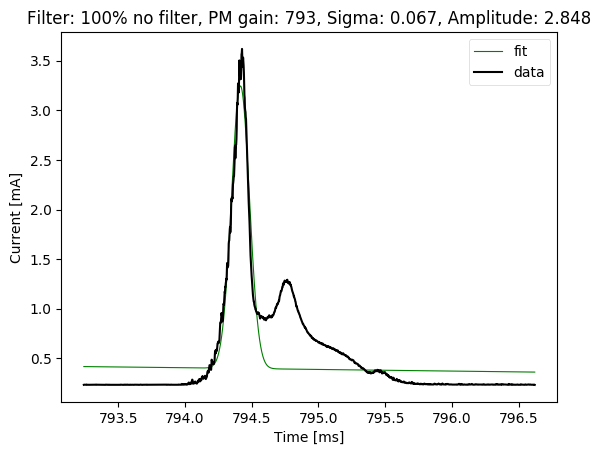 Filter: 100% no filter, PM gain: 793, Sigma: 0.067, Amplitude: 2.848
fit
data
Current [mA]
3.5
3.0
2.5
2.0
1.5
1.0
0.5
793.5 794.0 794.5 795.0 795.5 796.0 796.5
Time [ms]